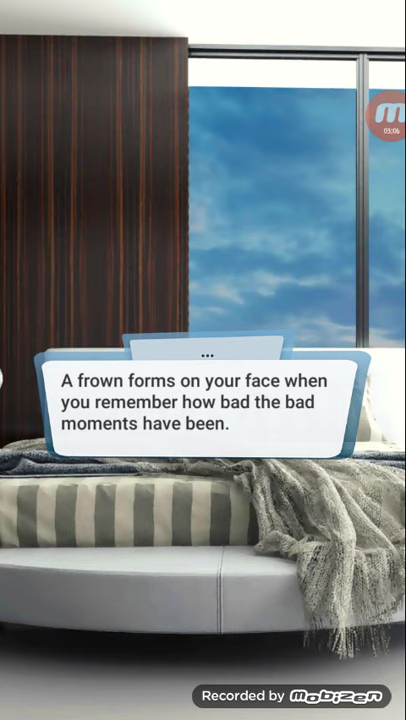 m
03:06
...
A frown forms on your face when
you remember how bad the bad
moments have been.
Recorded by mobizen